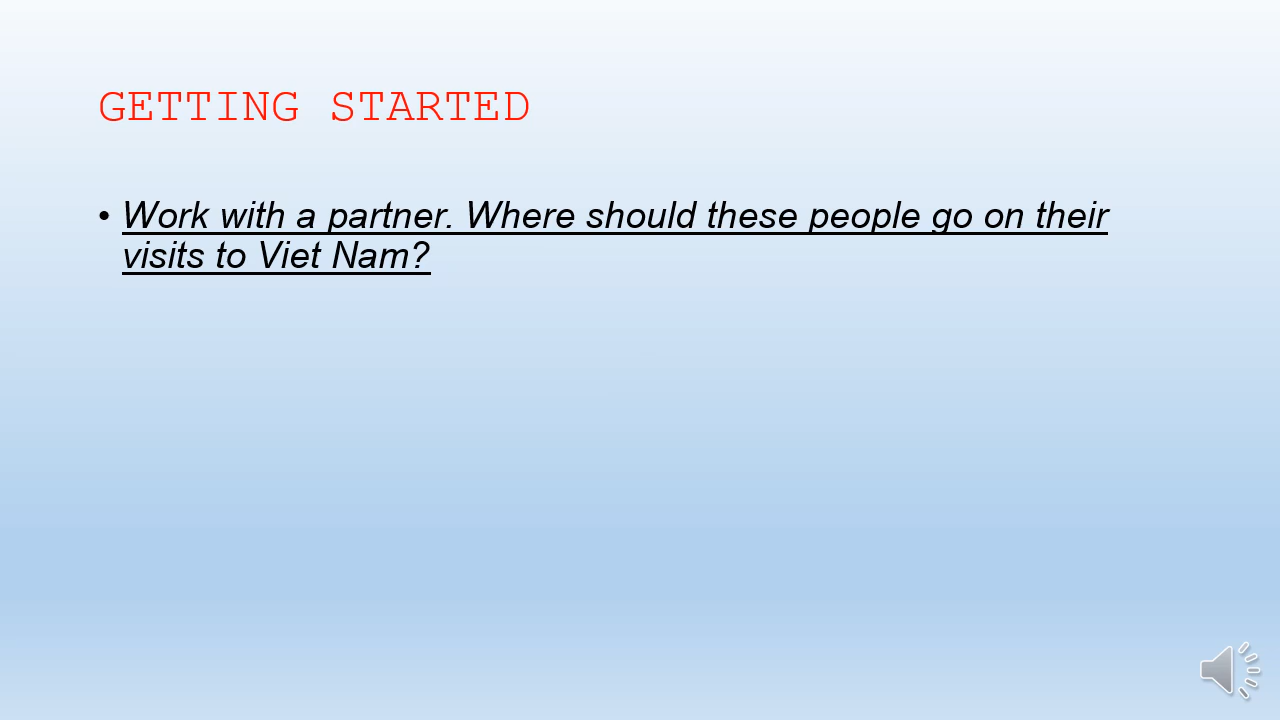 GETTING STARTED
• Work with a partner. Where should these people go on their
visits to Viet Nam?